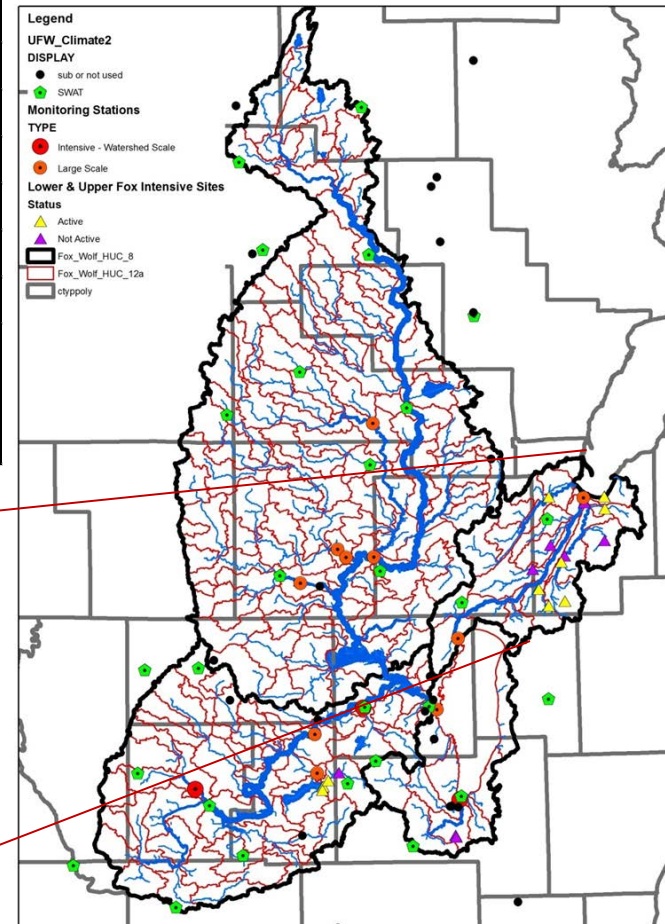 Legend
UFW_Climate2
DISPLAY
sub or not used
SWAT
Monitoring Stations
TYPE
Intensive - Watershed Scale
Large Scale
Lower & Upper Fox Intensive Sites
Status
Active
Not Active
Fox_Wolf_HUC_8
Fox_Wolf_HUC_12a
ctyppoly